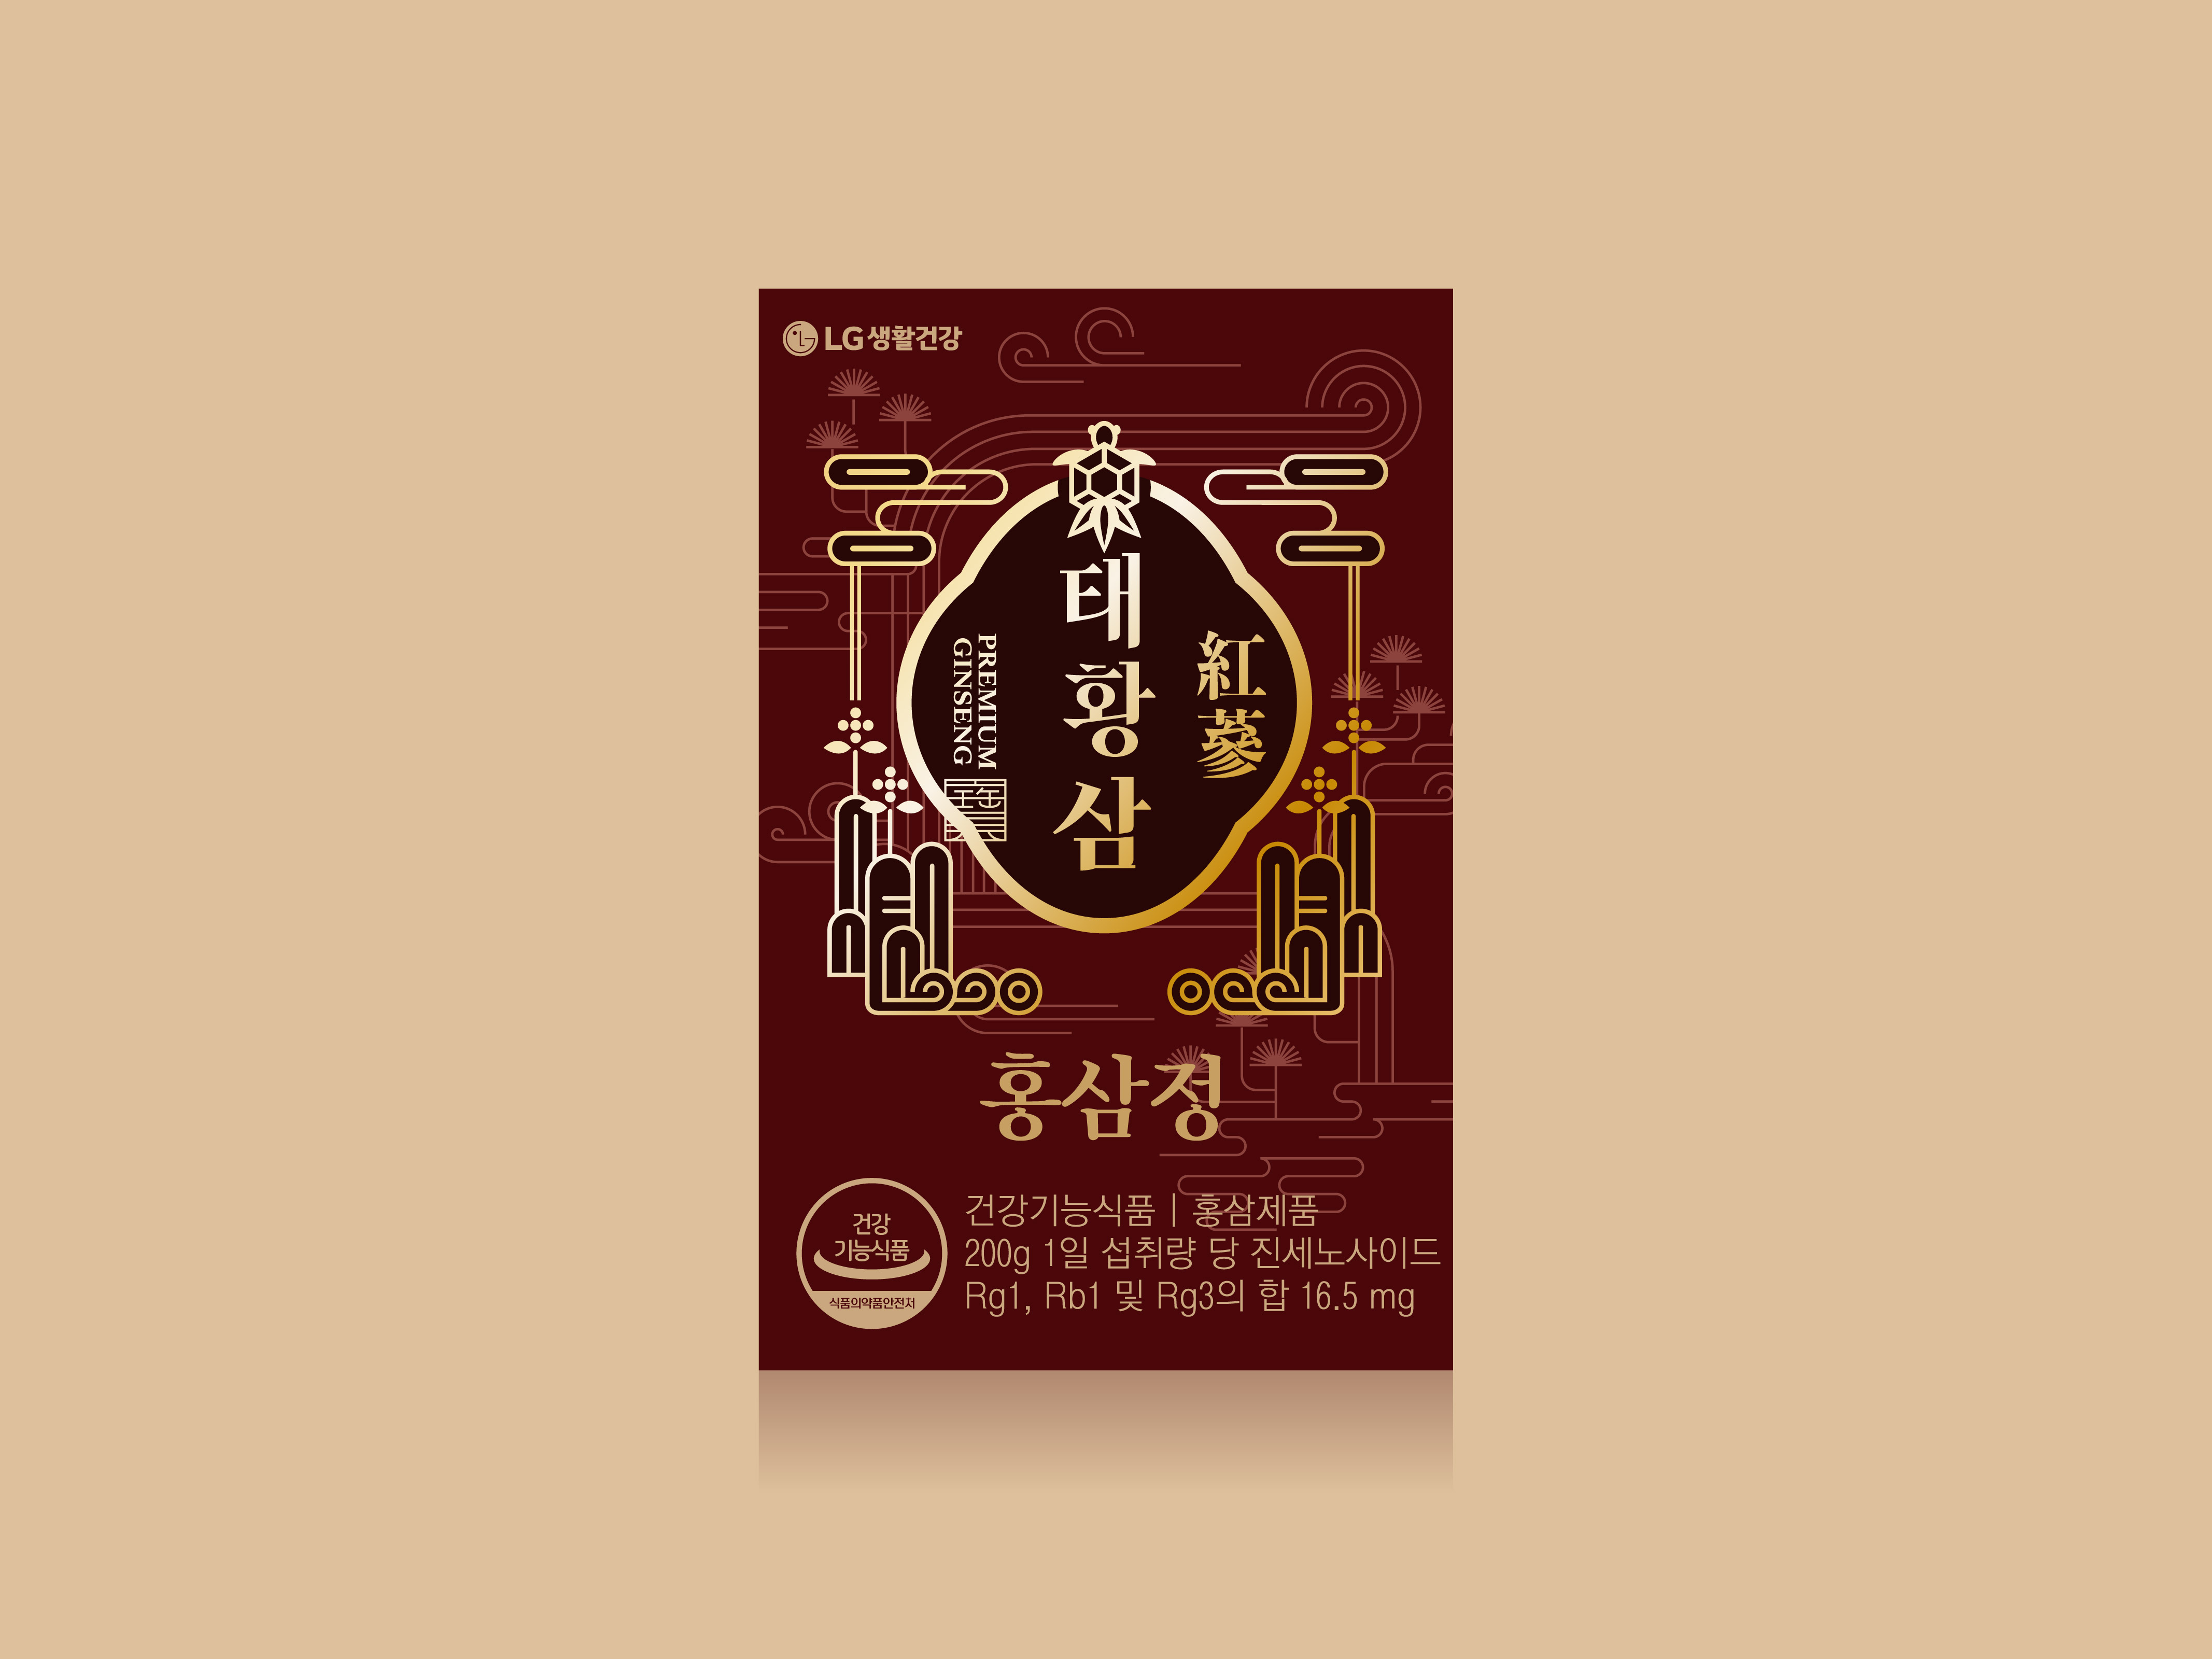 LG 생활건강
태황삼
紅蔘
PREMIUM
GINSENG
홍삼정
건강
기능식품
식품의약품안전처
건강기능식품 | 홍삼제품
200g 1일 섭취량 당 진세노사이드
Rg1, Rb1 및 Rg3의 합 16.5 mg